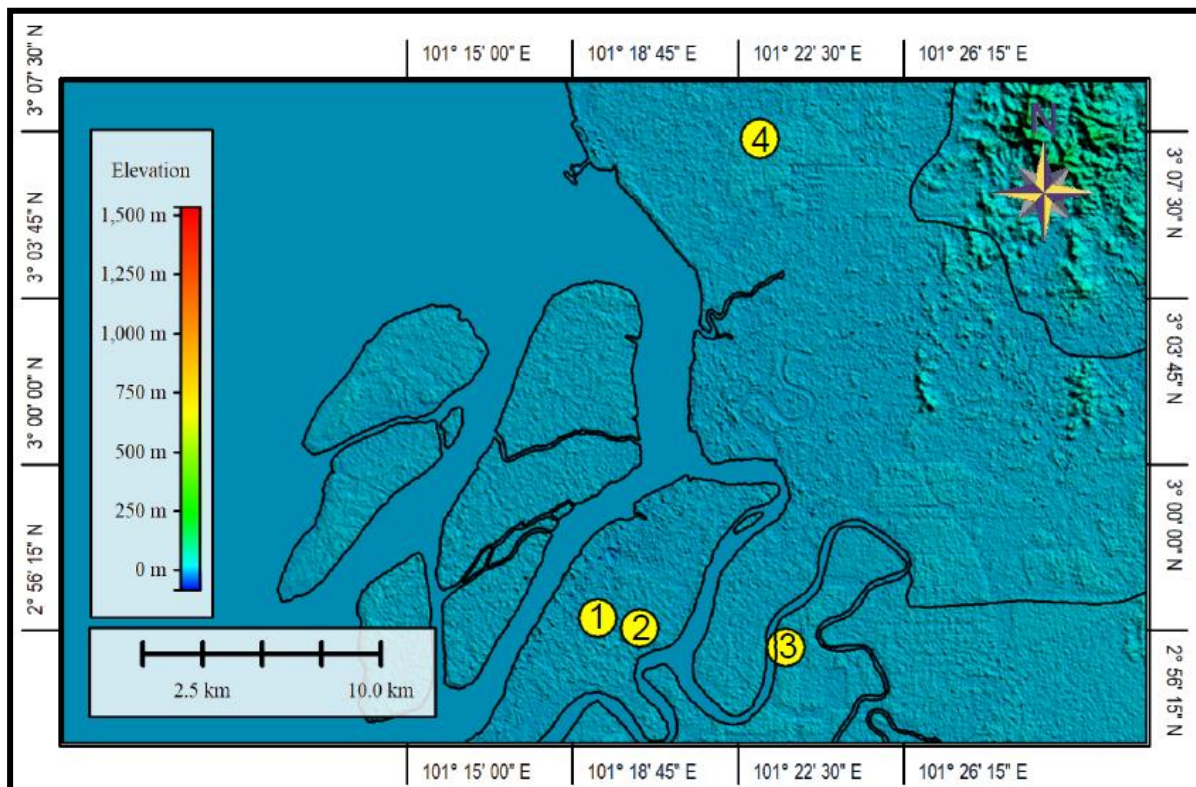 101° 15' 00" E
101° 18' 45" E
101° 22' 30" E
101° 26' 15" E
3° 07' 30" N
3° 03' 45" N
3° 00' 00" N
2° 56' 15" N
Elevation
1,500 m
1,250 m
1,000 m
750 m
500 m
250 m
0 m
2.5 km
10.0 km
N
4
1
2
3
3° 07' 30" N
3° 03' 45" N
3° 00' 00" N
2° 56' 15" N
101° 15' 00" E
101° 18' 45" E
101° 22' 30" E
101° 26' 15" E